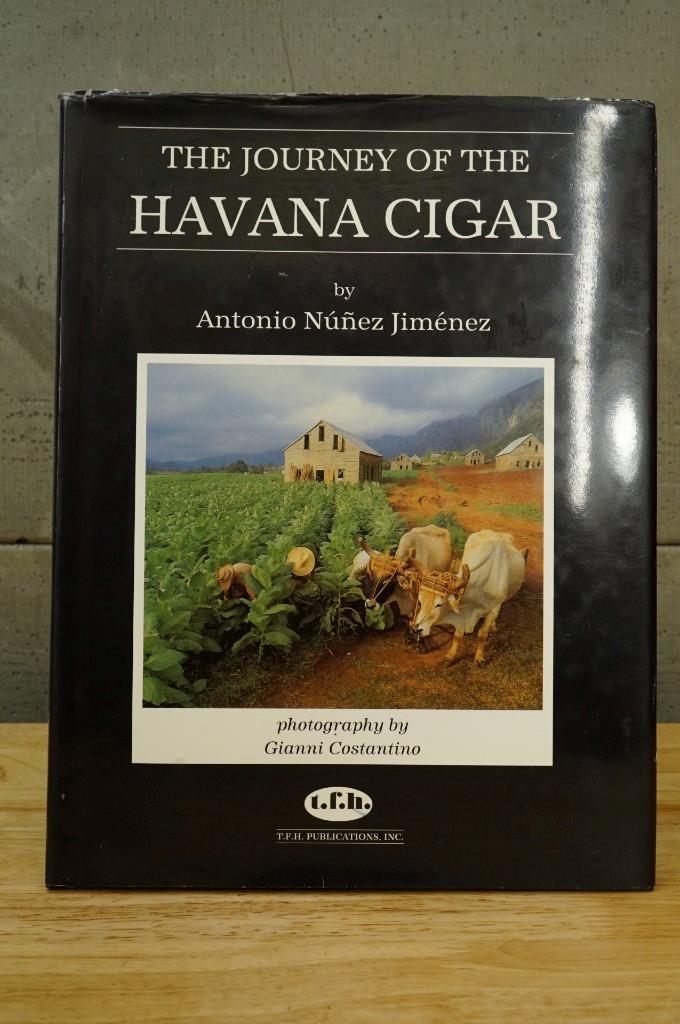 THE JOURNEY OF THE
HAVANA CIGAR
by
Antonio Núñez Jiménez
photography by
Gianni Costantino
t.f.h.
T.F.H. PUBLICATIONS, INC.